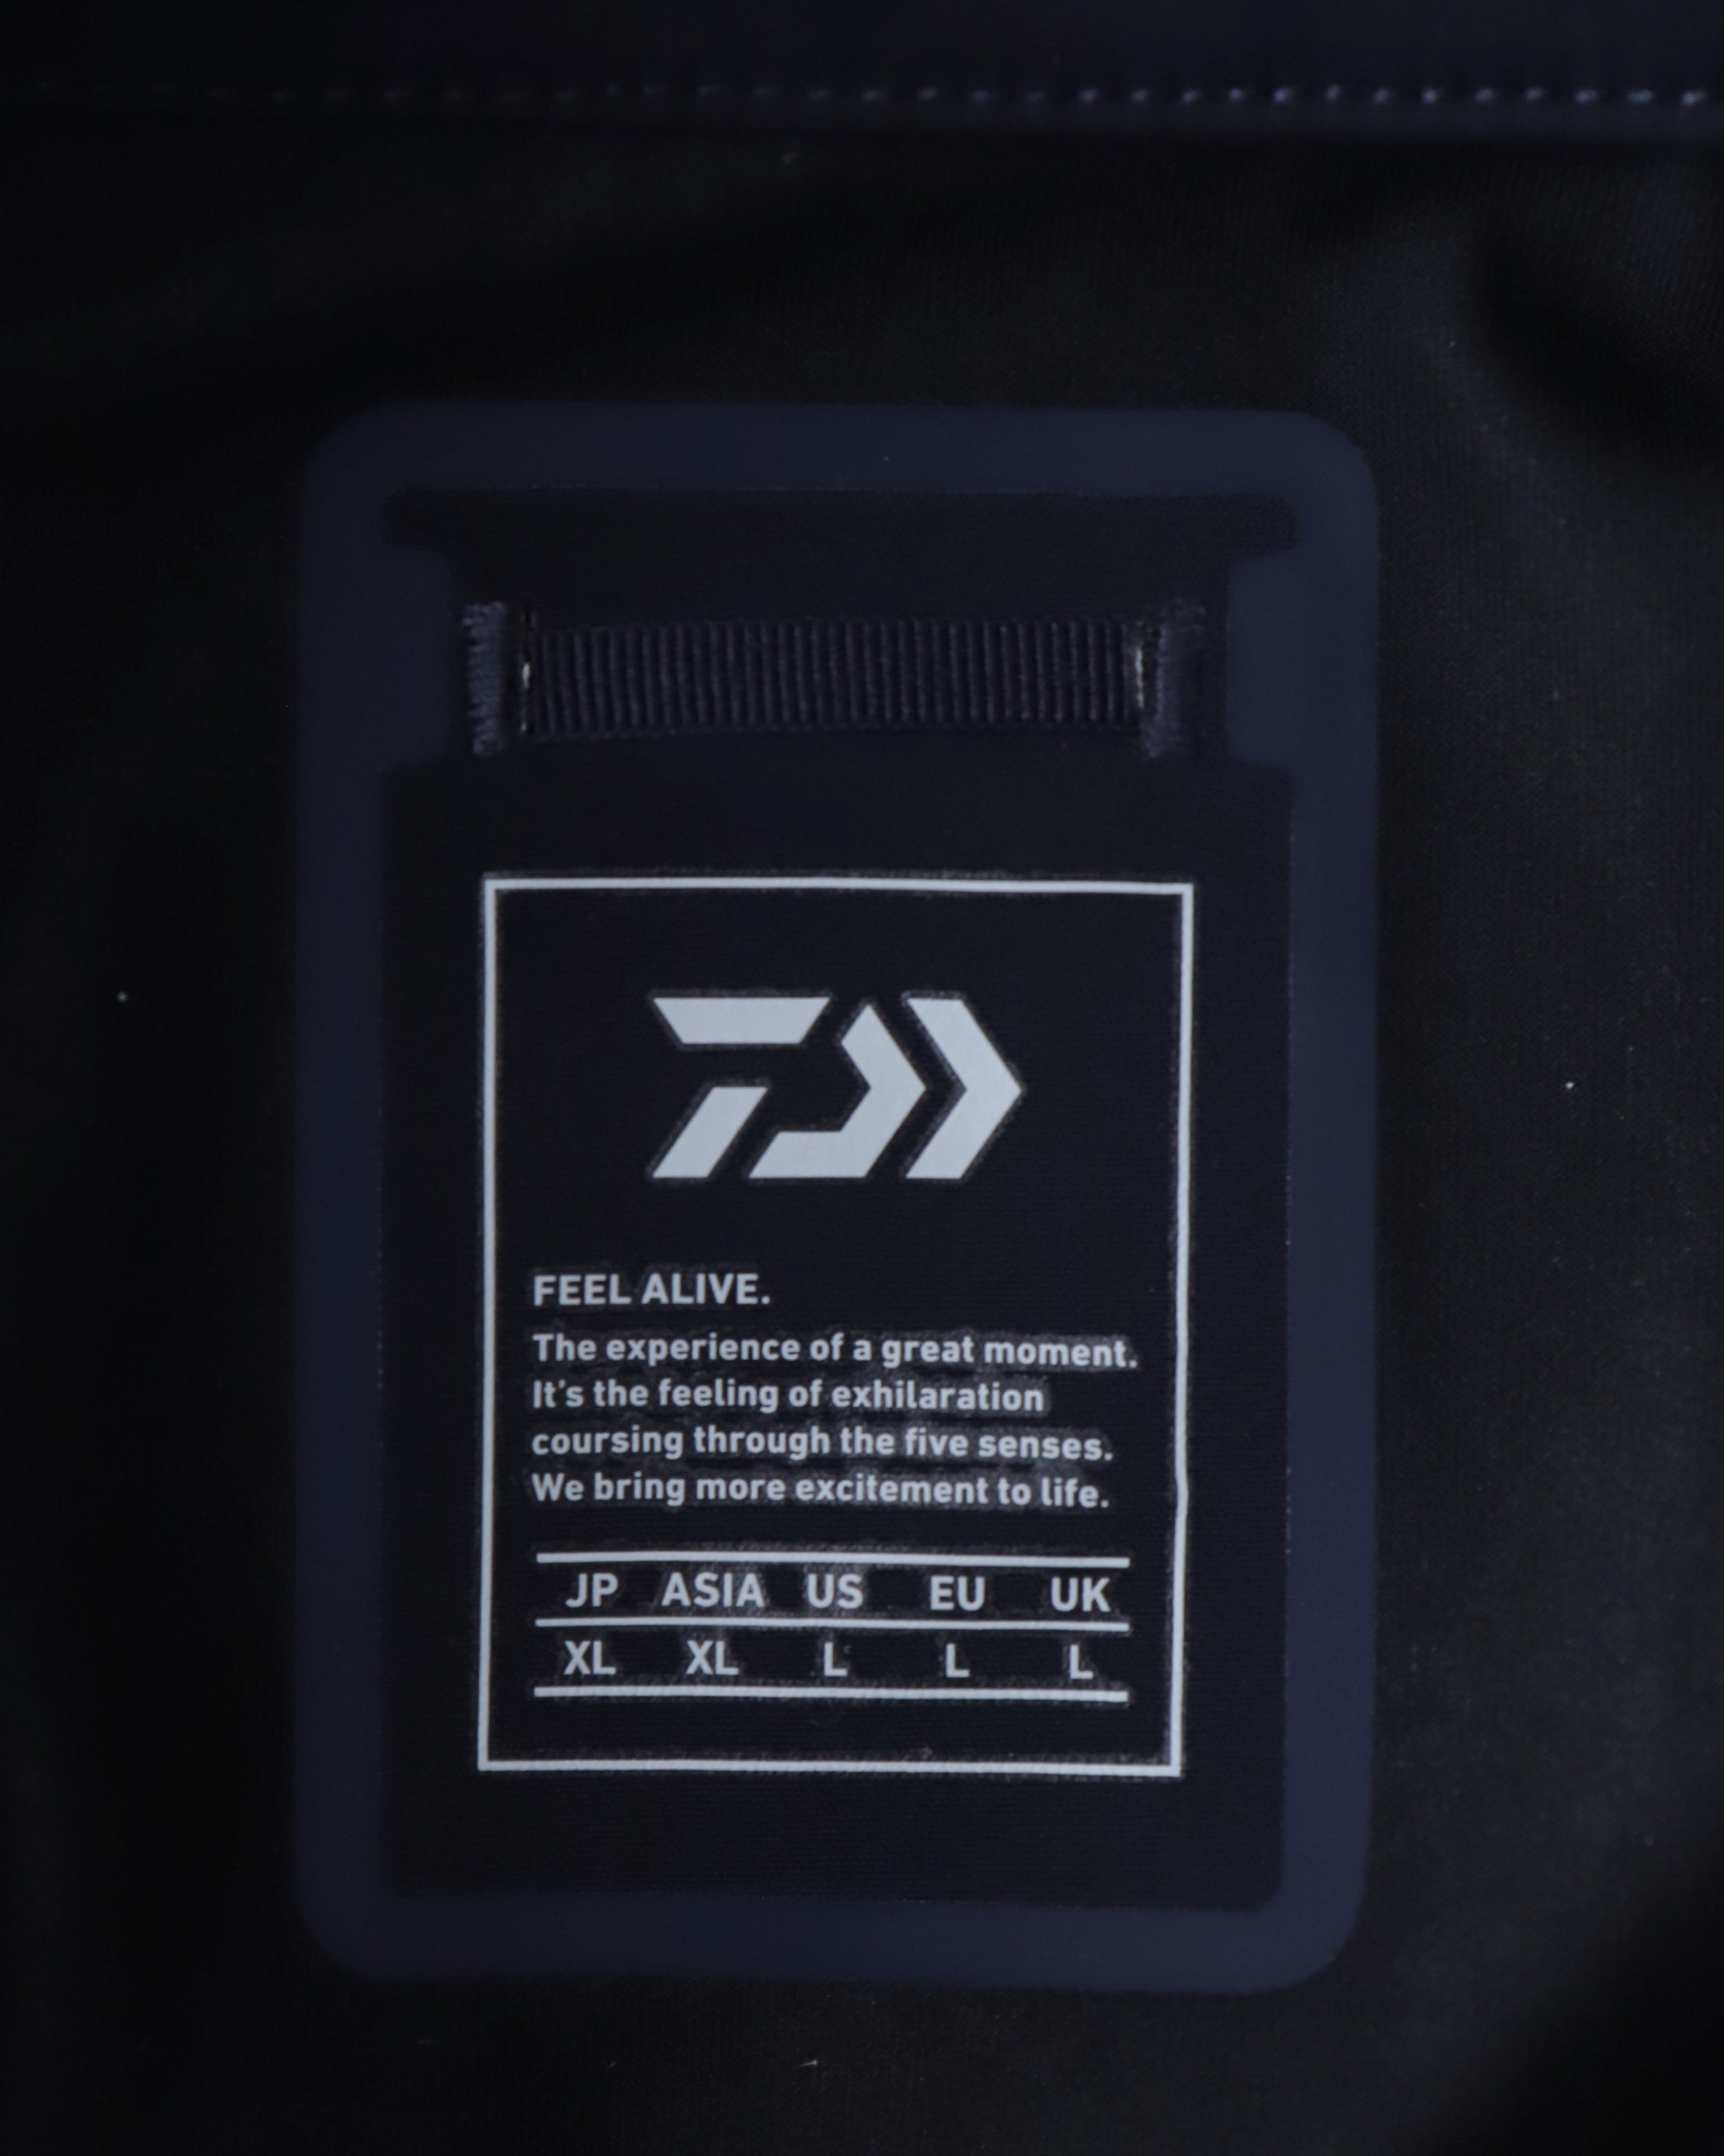 FEEL ALIVE.
The experience of a great moment.
It's the feeling of exhilaration
coursing through the five senses.
We bring more excitement to life.
JP ASIA US EU UK
XL XL L L L